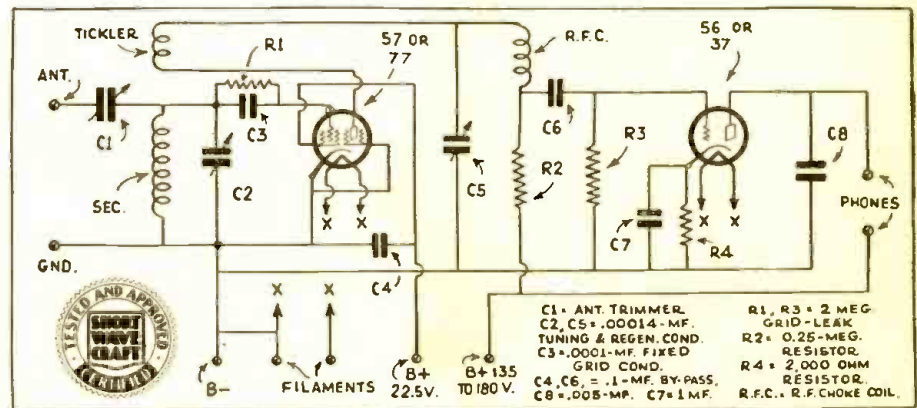 TICKLER
R1
57 OR
77
R.F.C.
56 OR
37
ANT.
C1
C3
C6
R3
C8
C2
SEC.
C5
R2
PHONES
C7
R4
X X
X X
GND.
C4
X X
TESTED AND APPROVED
SHORT
WAVE
CRAFT
CERTIFIED
B-
FILAMENTS
B+
22.5V.
B+ 135
TO 180 V.
C1= ANT. TRIMMER
C2, C5=.00014-MF.
TUNING & REGEN. COND.
C3=.0001-MF. FIXED
GRID COND.
C4,C6, = .1-MF. BY-PASS.
C8=.005-MF. C7=1 MF.
R1, R3 = 2 MEG.
GRID-LEAK
R2= 0.25-MEG.
RESISTOR
R4= 2,000 OHM
RESISTOR.
R.F.C.= R.F. CHOKE COIL.